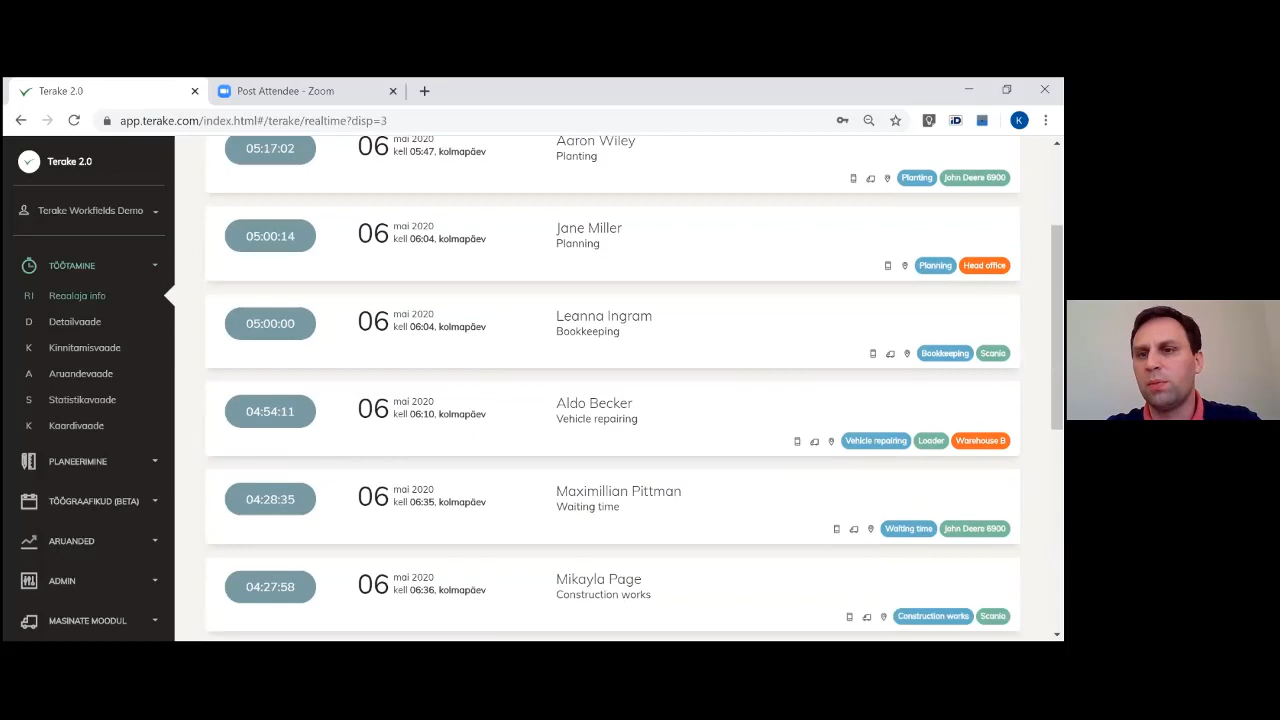 Terake 2.0
Post Attendee - Zoom
app.terake.com/index.html#/terake/realtime?disp=3
K
Terake 2.0
Terake Workfields Demo
TÖÖTAMINE
RI Reaalaja info
D Detailvaade
K Kinnitamisvaade
A Aruandevaade
S Statistikavaade
K Kaardivaade
PLANEERIMINE
TÖÖGRAAFIKUD (BETA)
ARUANDED
ADMIN
MASINATE MOODUL
05:17:02
06
mai 2020
kell 05:47, kolmapäev
Aaron Wiley
Planting
Planting John Deere 6900
05:00:14
06
mai 2020
kell 06:04, kolmapäev
Jane Miller
Planning
Planning Head office
05:00:00
06
mai 2020
kell 06:04, kolmapäev
Leanna Ingram
Bookkeeping
Bookkeeping Scania
04:54:11
06
mai 2020
kell 06:10, kolmapäev
Aldo Becker
Vehicle repairing
Vehicle repairing Loader Warehouse B
04:28:35
06
mai 2020
kell 06:35, kolmapäev
Maximillian Pittman
Waiting time
Waiting time John Deere 6900
04:27:58
06
mai 2020
kell 06:36, kolmapäev
Mikayla Page
Construction works
Construction works Scania